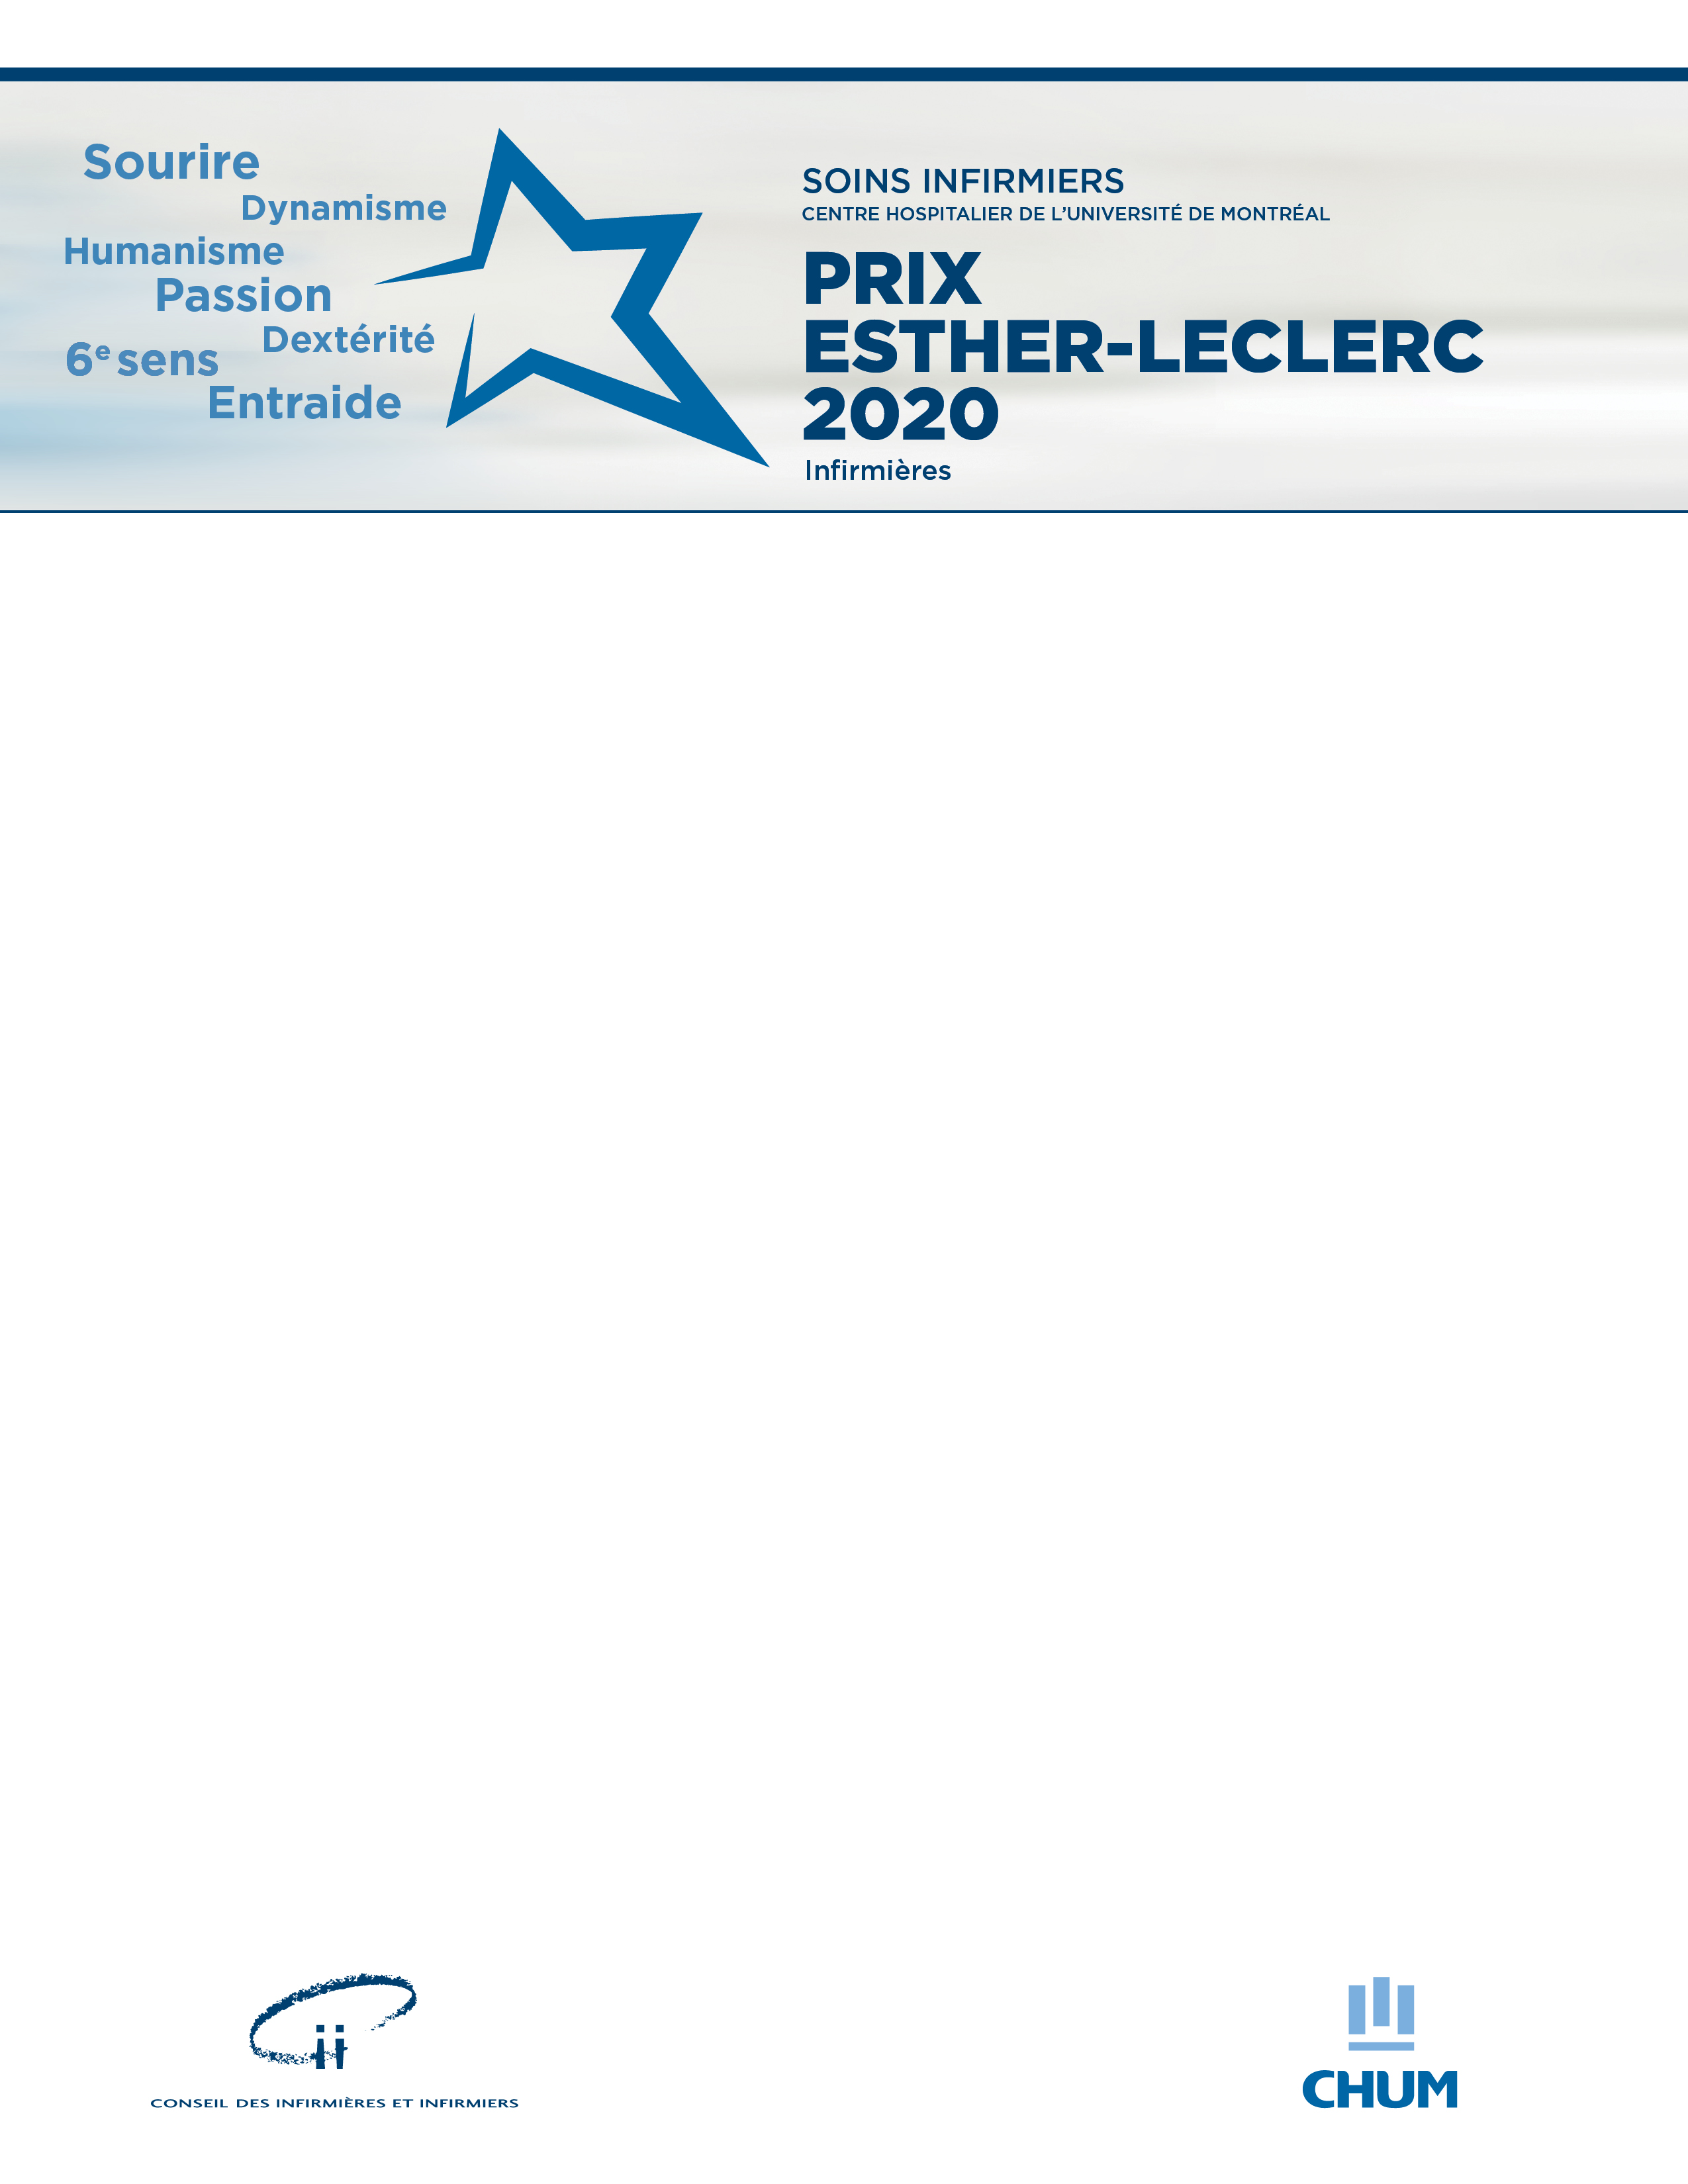 Sourire
Dynamisme
Humanisme
Passion
Dextérité
6e sens
Entraide
SOINS INFIRMIERS
CENTRE HOSPITALIER DE L’UNIVERSITÉ DE MONTRÉAL
PRIX
ESTHER-LECLERC
2020
Infirmières
cii
CONSEIL DES INFIRMIÈRES ET INFIRMIERS
CHUM